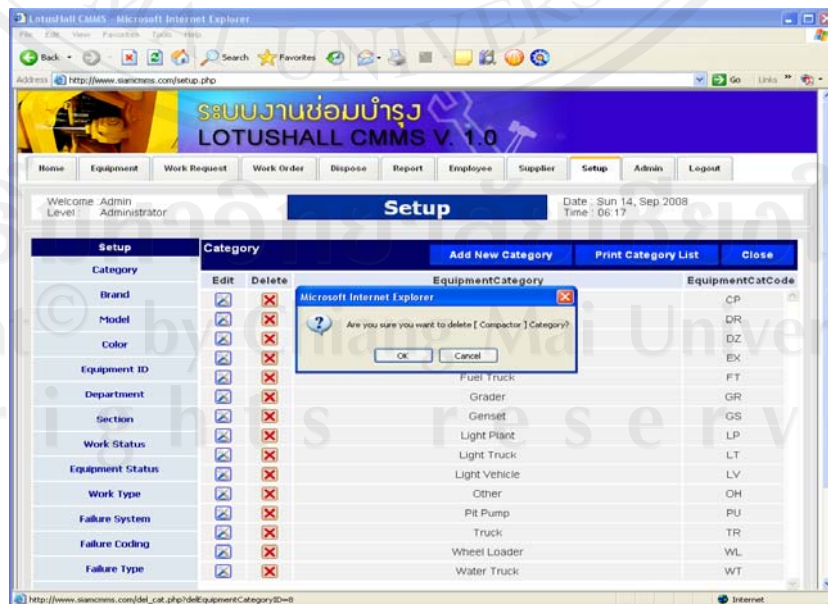 LotusHall CMMS - Microsoft Internet Explorer
File Edit View Favorites Tools Help
Back Search Favorites
Address http://www.siamcmms.com/setup.php Go Links
ระบบงานซ่อมบำรุง
LOTUSHALL CMMS V. 1.0
Home Equipment Work Request Work Order Dispose Report Employee Supplier Setup Admin Logout
Welcome : Admin
Level : Administrator
Setup
Date : Sun 14, Sep 2008
Time : 06:17
Setup
Category
Brand
Model
Color
Equipment ID
Department
Section
Work Status
Equipment Status
Work Type
Failure System
Failure Coding
Failure Type
Category Add New Category Print Category List Close
Edit Delete EquipmentCategory EquipmentCatCode
CP
DR
DZ
EX
Fuel Truck FT
Grader GR
Genset GS
Light Plant LP
Light Truck LT
Light Vehicle LV
Other OH
Pit Pump PU
Truck TR
Wheel Loader WL
Water Truck WT
Microsoft Internet Explorer
Are you sure you want to delete [ Compactor ] Category?
OK Cancel
http://www.siamcmms.com/del_cat.php?delEquipmentCategoryID=8 Internet
by Chiang Mai Univer
rights reserv